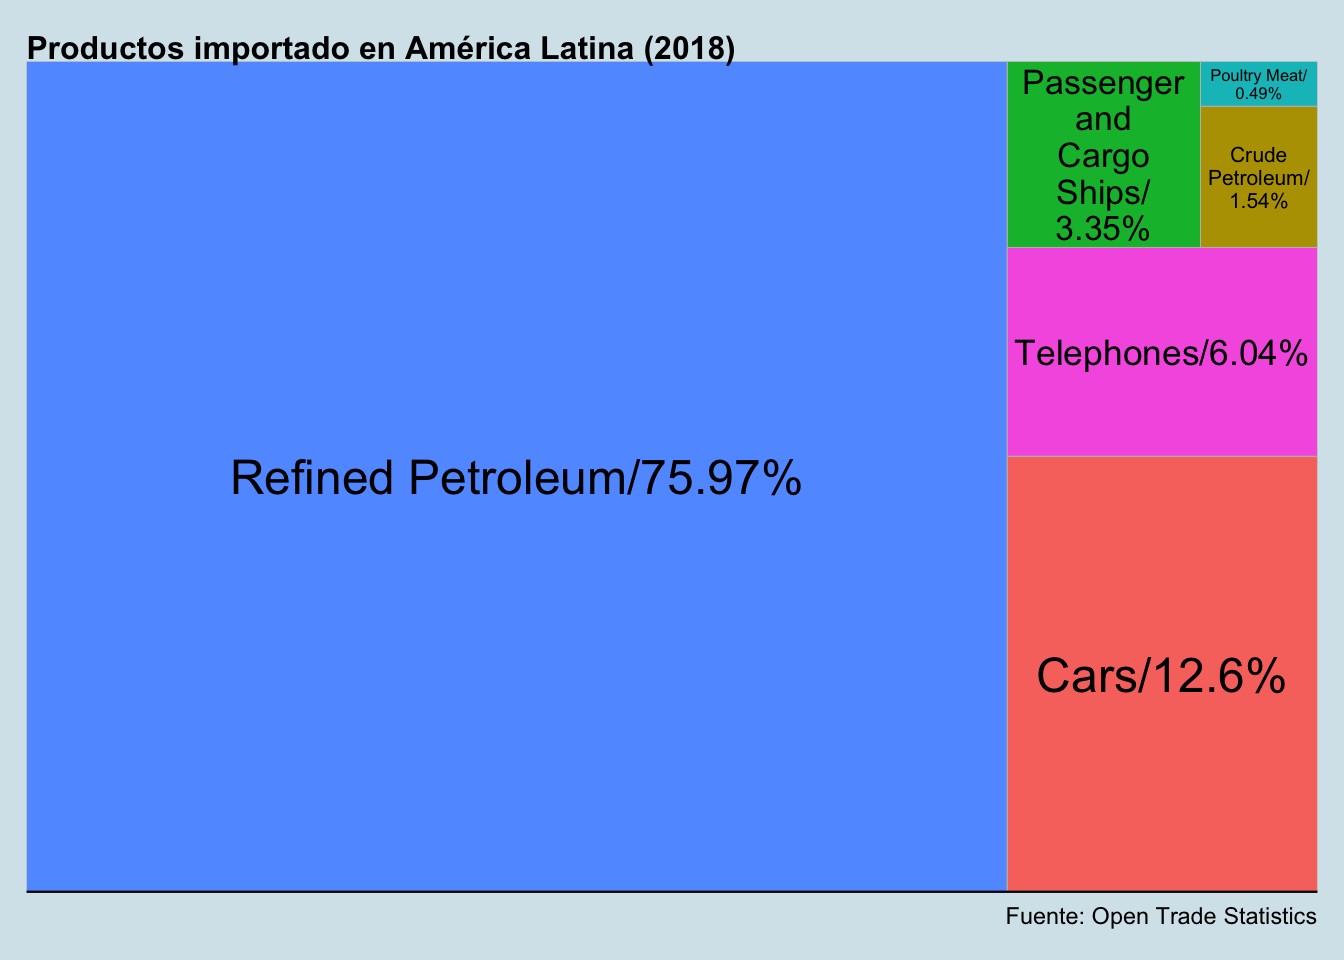 Productos importado en América Latina (2018)
Refined Petroleum/75.97%
Passenger
and
Cargo
Ships/
3.35%
Poultry Meat/
0.49%
Crude
Petroleum/
1.54%
Telephones/6.04%
Cars/12.6%
Fuente: Open Trade Statistics